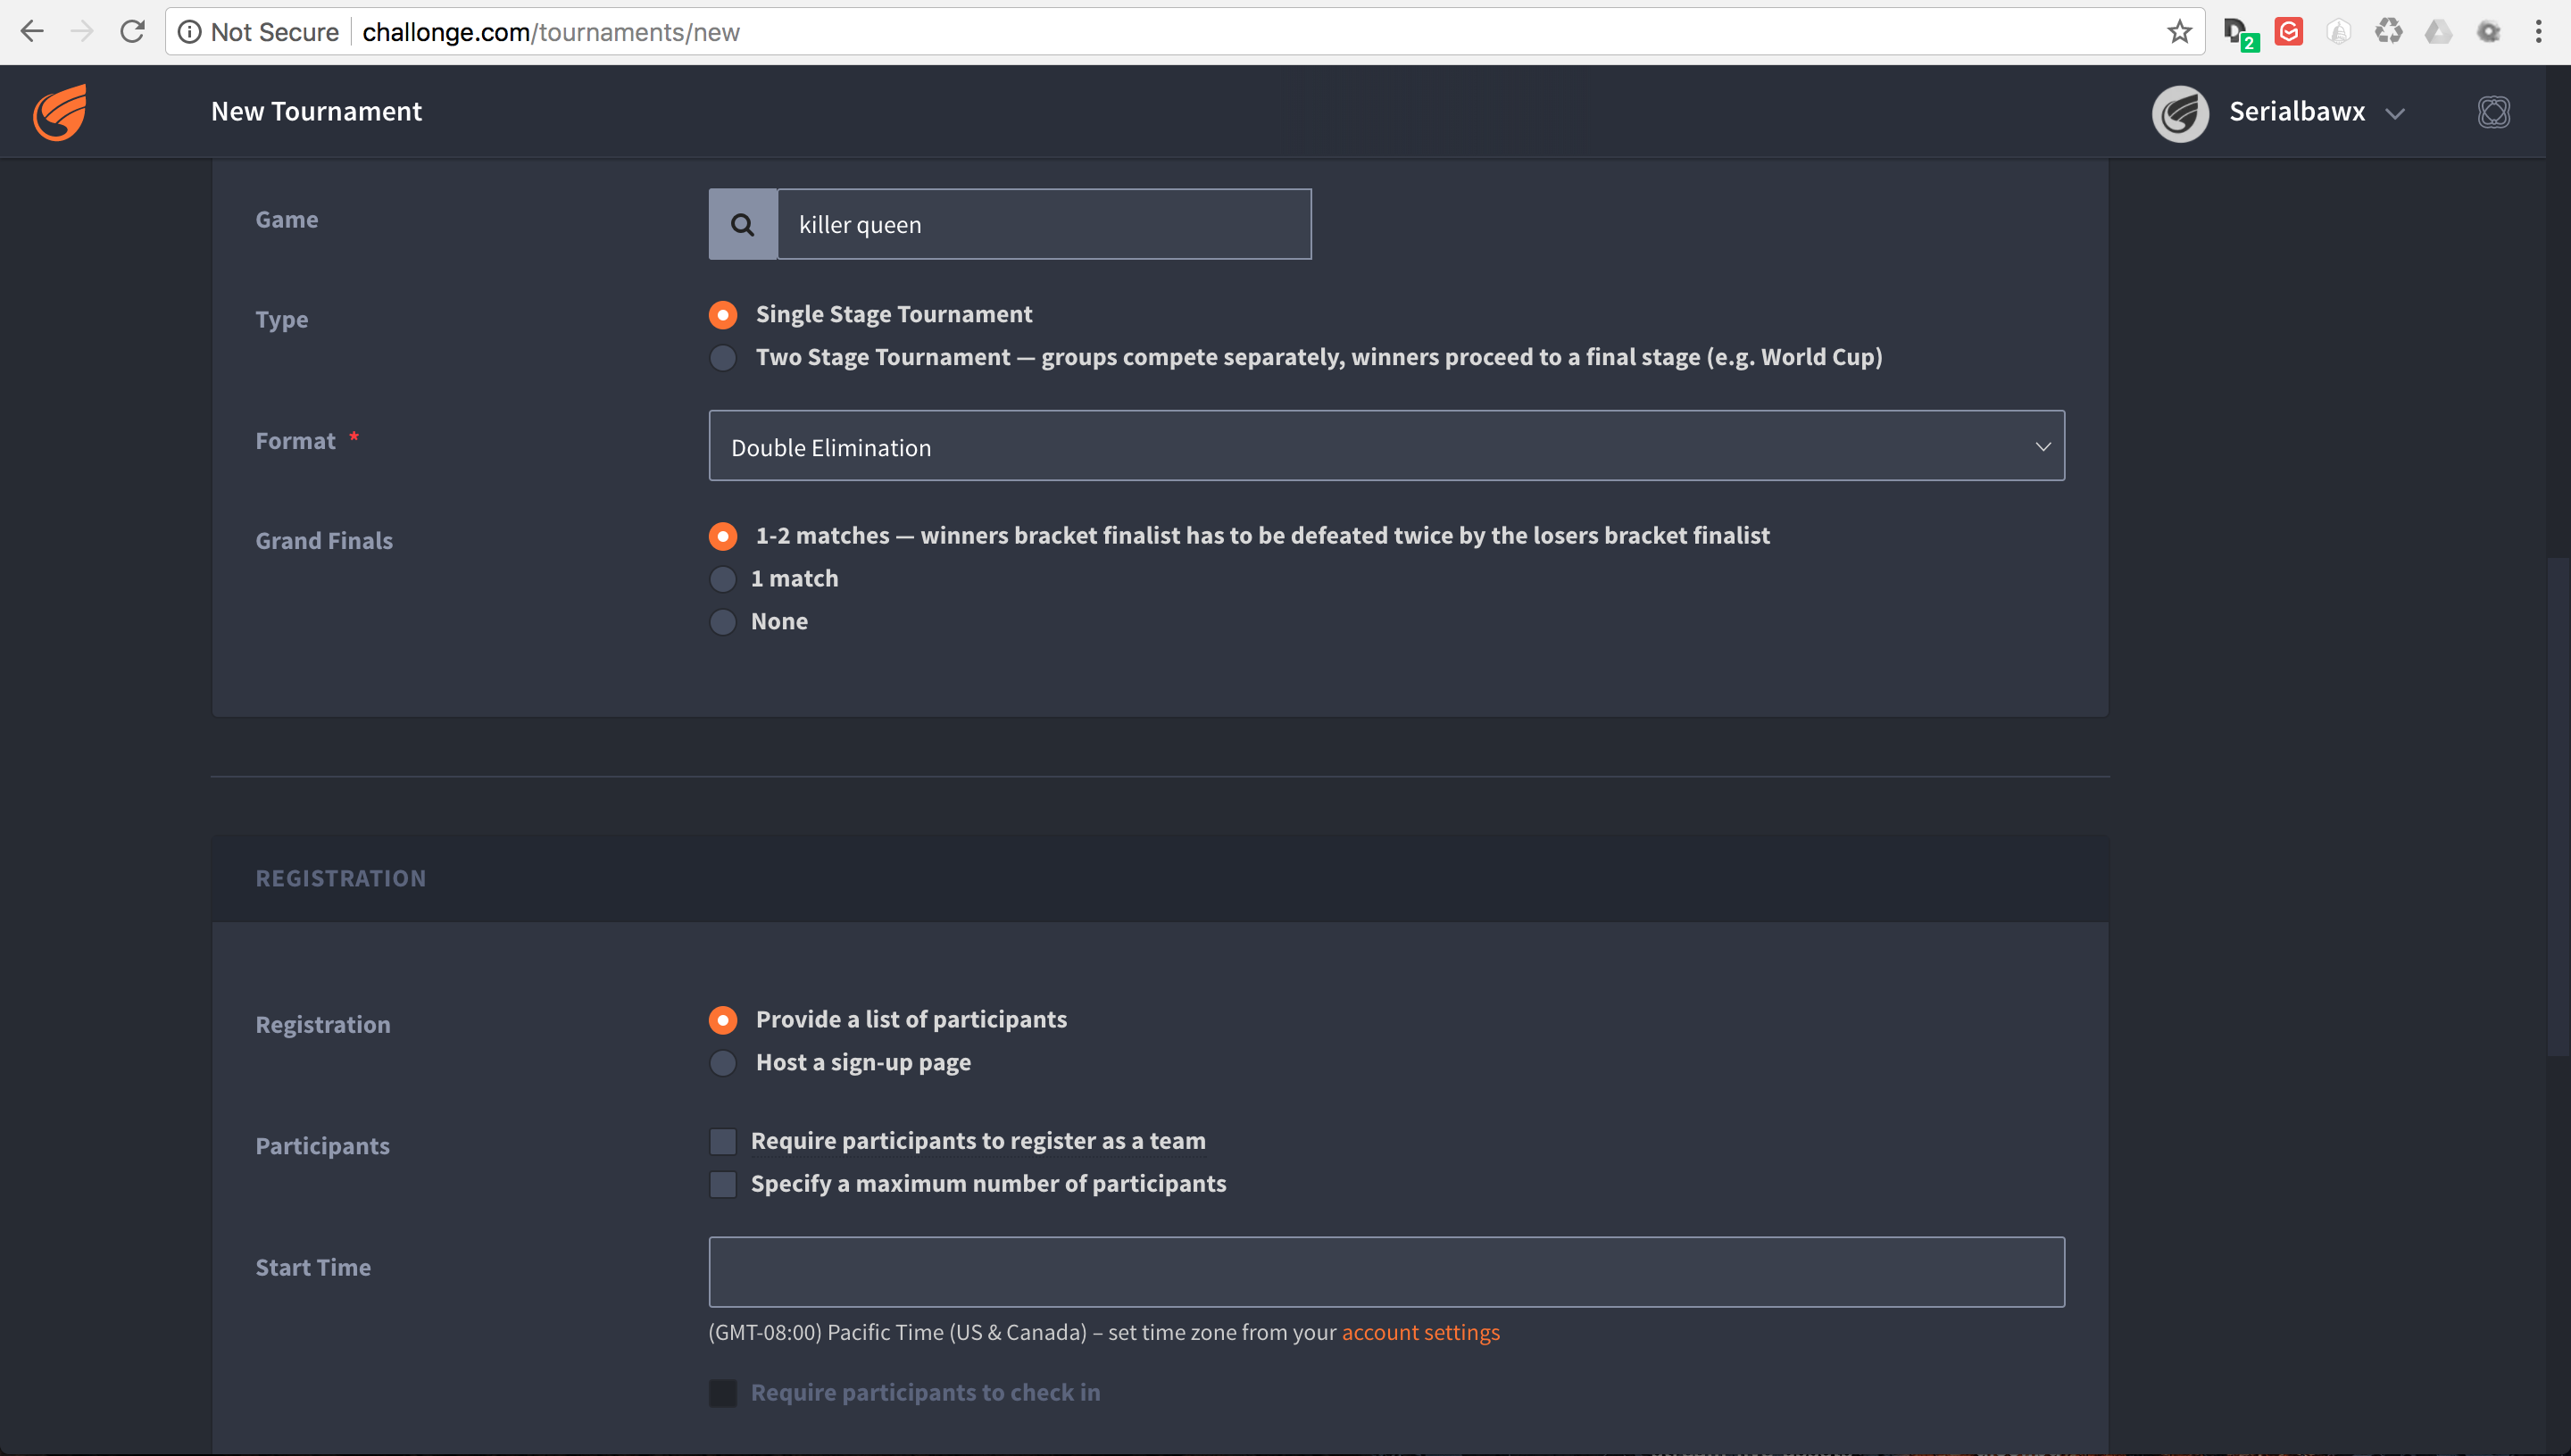 Not Secure challonge.com/tournaments/new
2
New Tournament
Serialbawx
Game
killer queen
Type
Single Stage Tournament
Two Stage Tournament — groups compete separately, winners proceed to a final stage (e.g. World Cup)
Format *
Double Elimination
Grand Finals
1-2 matches — winners bracket finalist has to be defeated twice by the losers bracket finalist
1 match
None
REGISTRATION
Registration
Provide a list of participants
Host a sign-up page
Participants
Require participants to register as a team
Specify a maximum number of participants
Start Time
(GMT-08:00) Pacific Time (US & Canada) – set time zone from your account settings
Require participants to check in